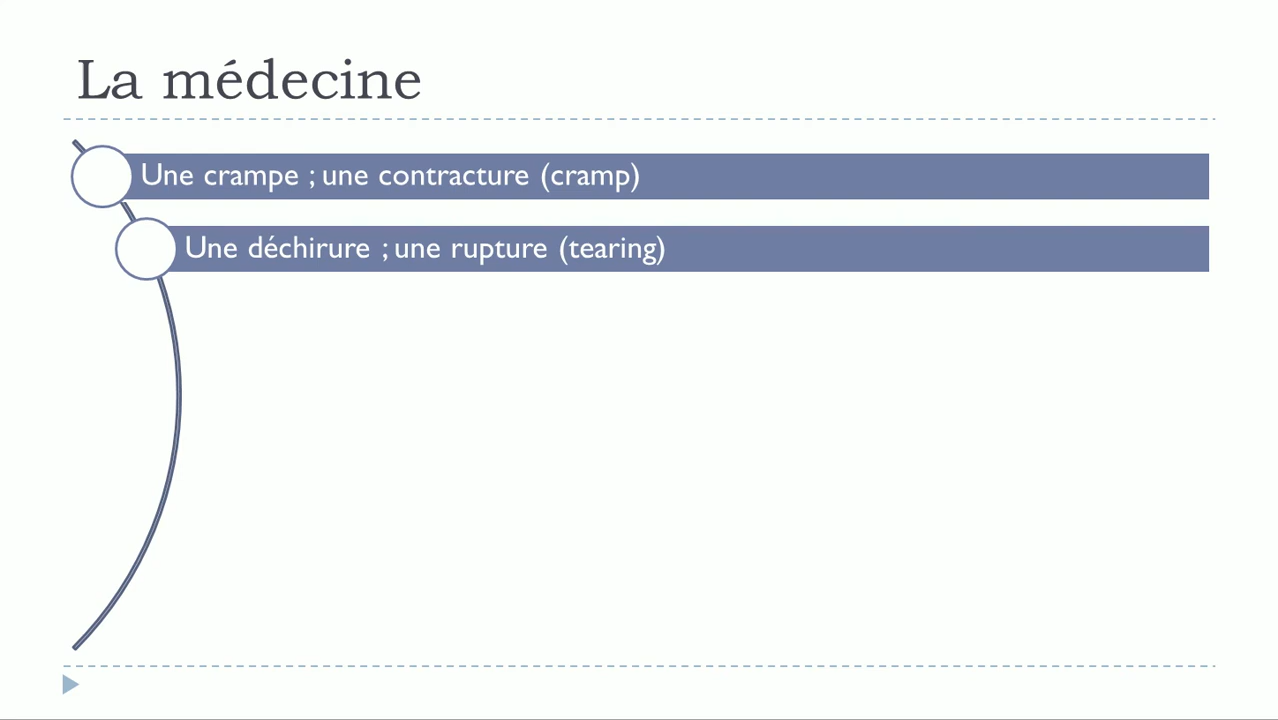 La médecine
Une crampe ; une contracture (cramp)
Une déchirure ; une rupture (tearing)